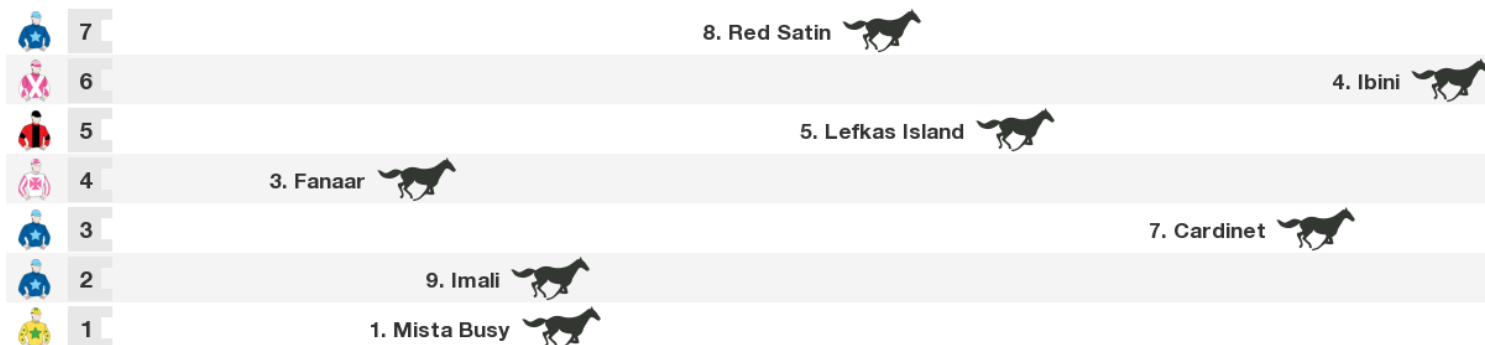 7 8. Red Satin
6 4. Ibini
5 5. Lefkas Island
4 3. Fanaar
3 7. Cardinet
2 9. Imali
1 1. Mista Busy